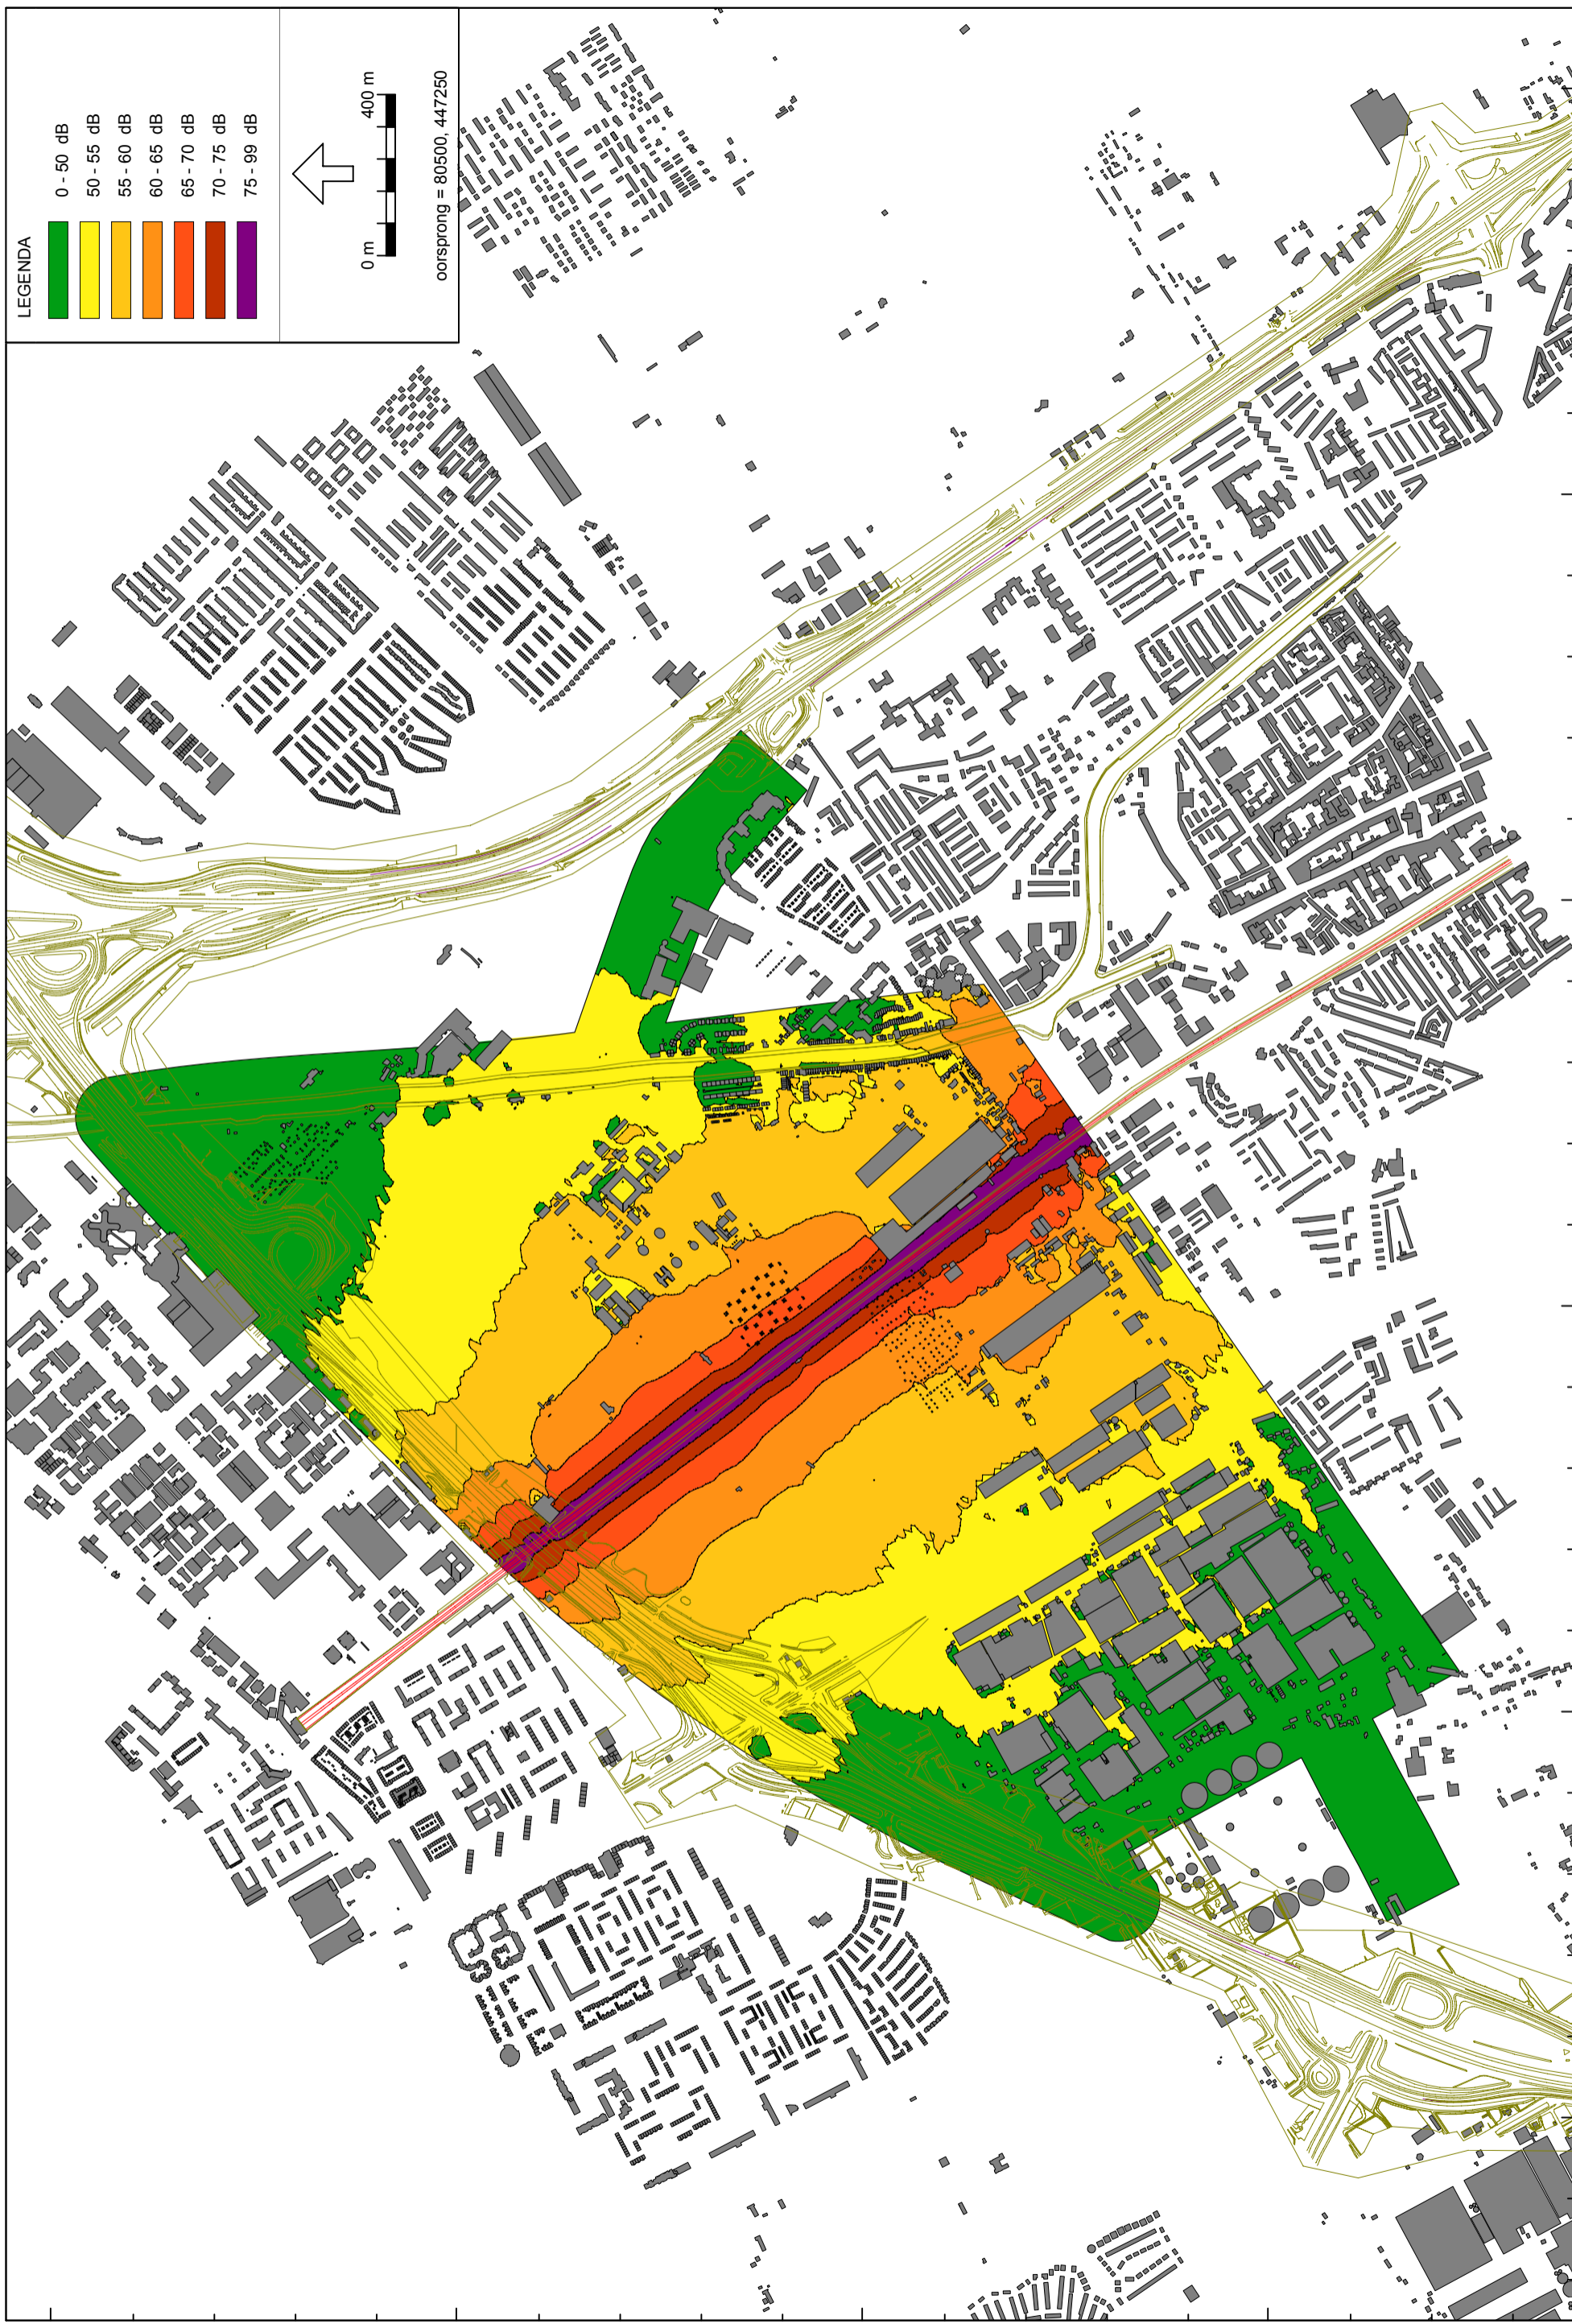 LEGENDA
0 - 50 dB
50 - 55 dB
55 - 60 dB
60 - 65 dB
65 - 70 dB
70 - 75 dB
75 - 99 dB
0 m
400 m
oorsprong = 80500, 447250